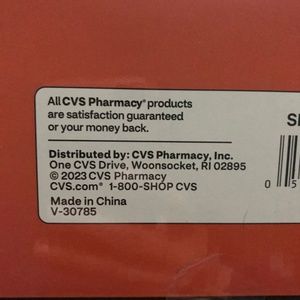 All CVS Pharmacy® products
are satisfaction guaranteed
or your money back.
Distributed by: CVS Pharmacy, Inc.
One CVS Drive, Woonsocket, RI 02895
© 2023 CVS Pharmacy
CVS.com® 1-800-SHOP CVS
Made in China
V-30785
0